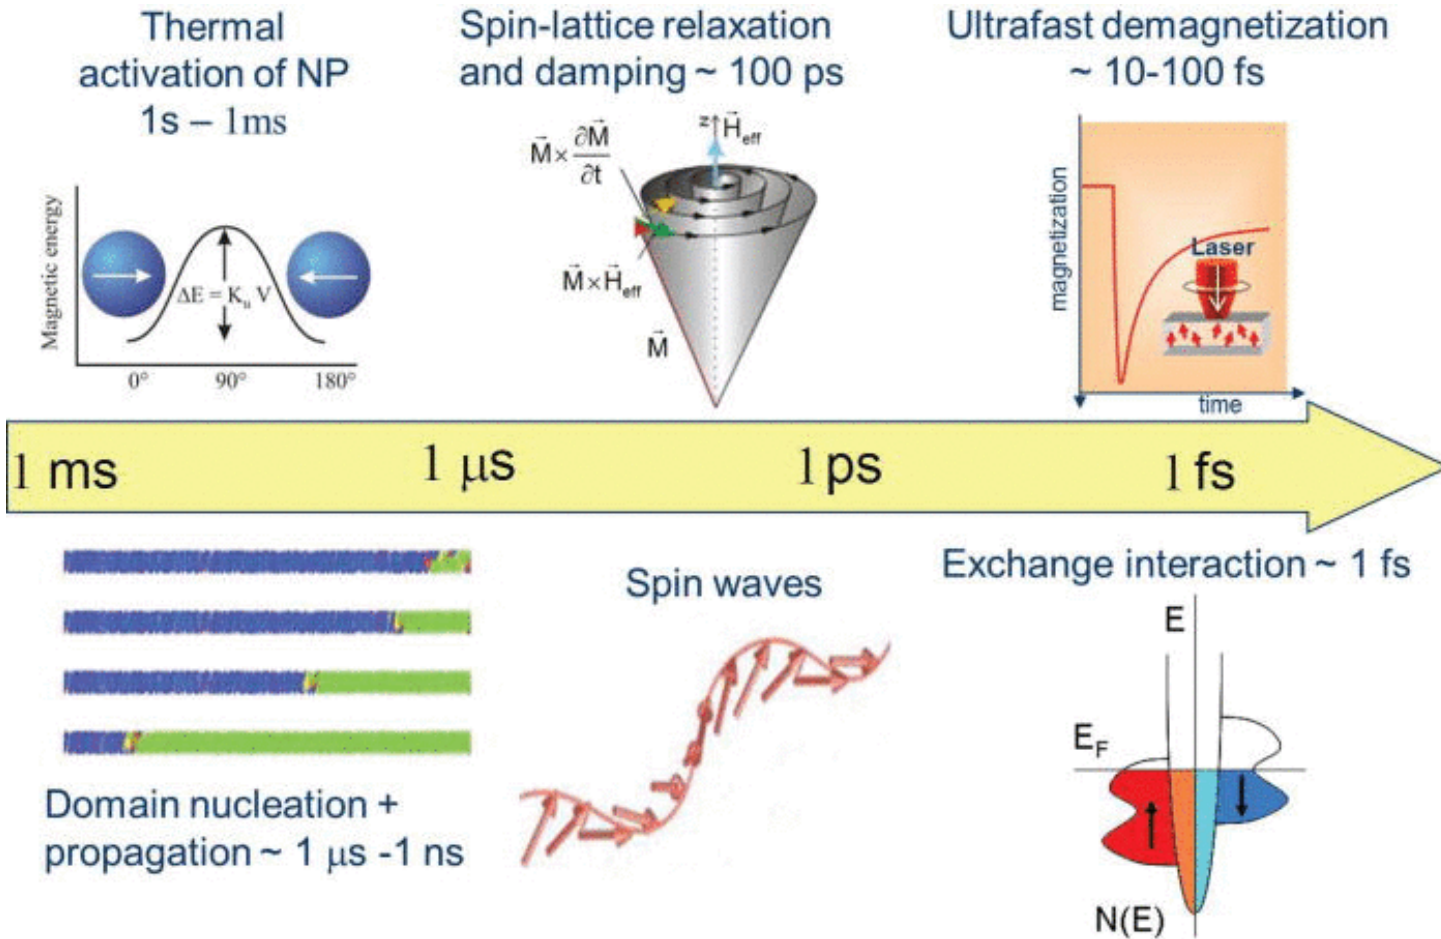 Thermal
activation of NP
1s – 1ms
Magnetic energy
ΔE = Kᵤ V
0° 90° 180°
Spin-lattice relaxation
and damping ~ 100 ps
z H⃗eff
M⃗ × ∂M⃗/∂t
M⃗ × H⃗eff
M⃗
Ultrafast demagnetization
~ 10-100 fs
magnetization
Laser
time
1 ms 1 μs 1 ps 1 fs
Domain nucleation +
propagation ~ 1 μs -1 ns
Spin waves
Exchange interaction ~ 1 fs
E
E_F
N(E)